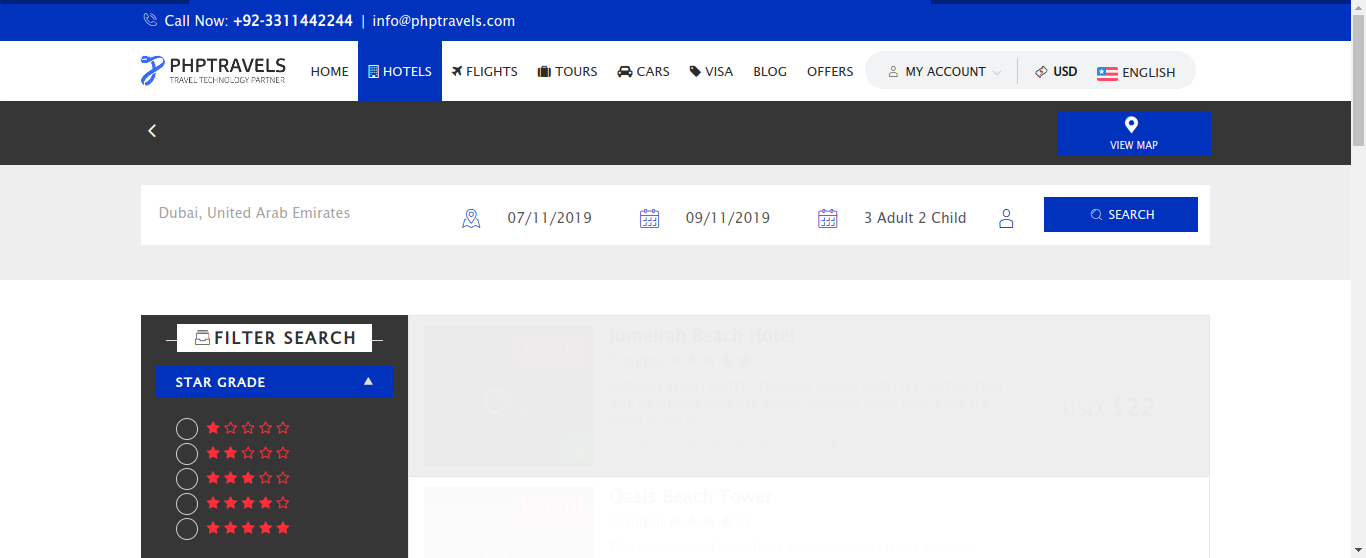 Call Now: +92-3311442244 | info@phptravels.com
PHPTRAVELS
TRAVEL TECHNOLOGY PARTNER
HOME HOTELS FLIGHTS TOURS CARS VISA BLOG OFFERS MY ACCOUNT USD ENGLISH
VIEW MAP
Dubai, United Arab Emirates 07/11/2019 09/11/2019 3 Adult 2 Child SEARCH
FILTER SEARCH
STAR GRADE
Jumeirah Beach Hotel
dubai
USD $22
Oasis Beach Tower
dubai